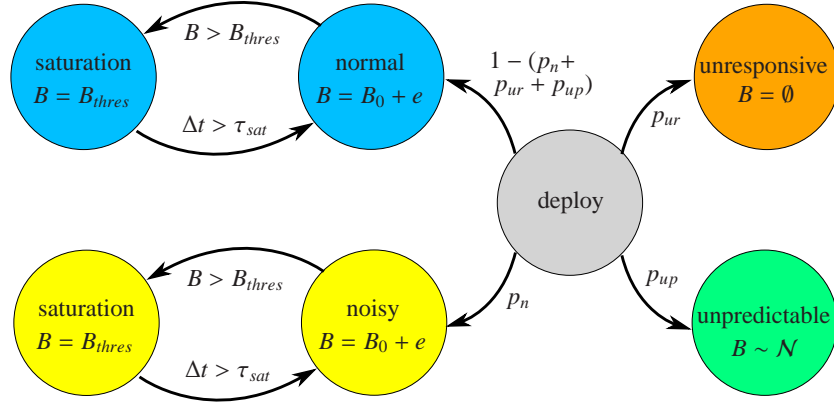 B > B_thres
saturation
B = B_thres
normal
B = B_0 + e
Δt > τ_sat
1 − (p_n+
p_ur + p_up)
unresponsive
B = ∅
p_ur
deploy
B > B_thres
saturation
B = B_thres
noisy
B = B_0 + e
Δt > τ_sat
p_n
p_up
unpredictable
B ∼ 𝒩